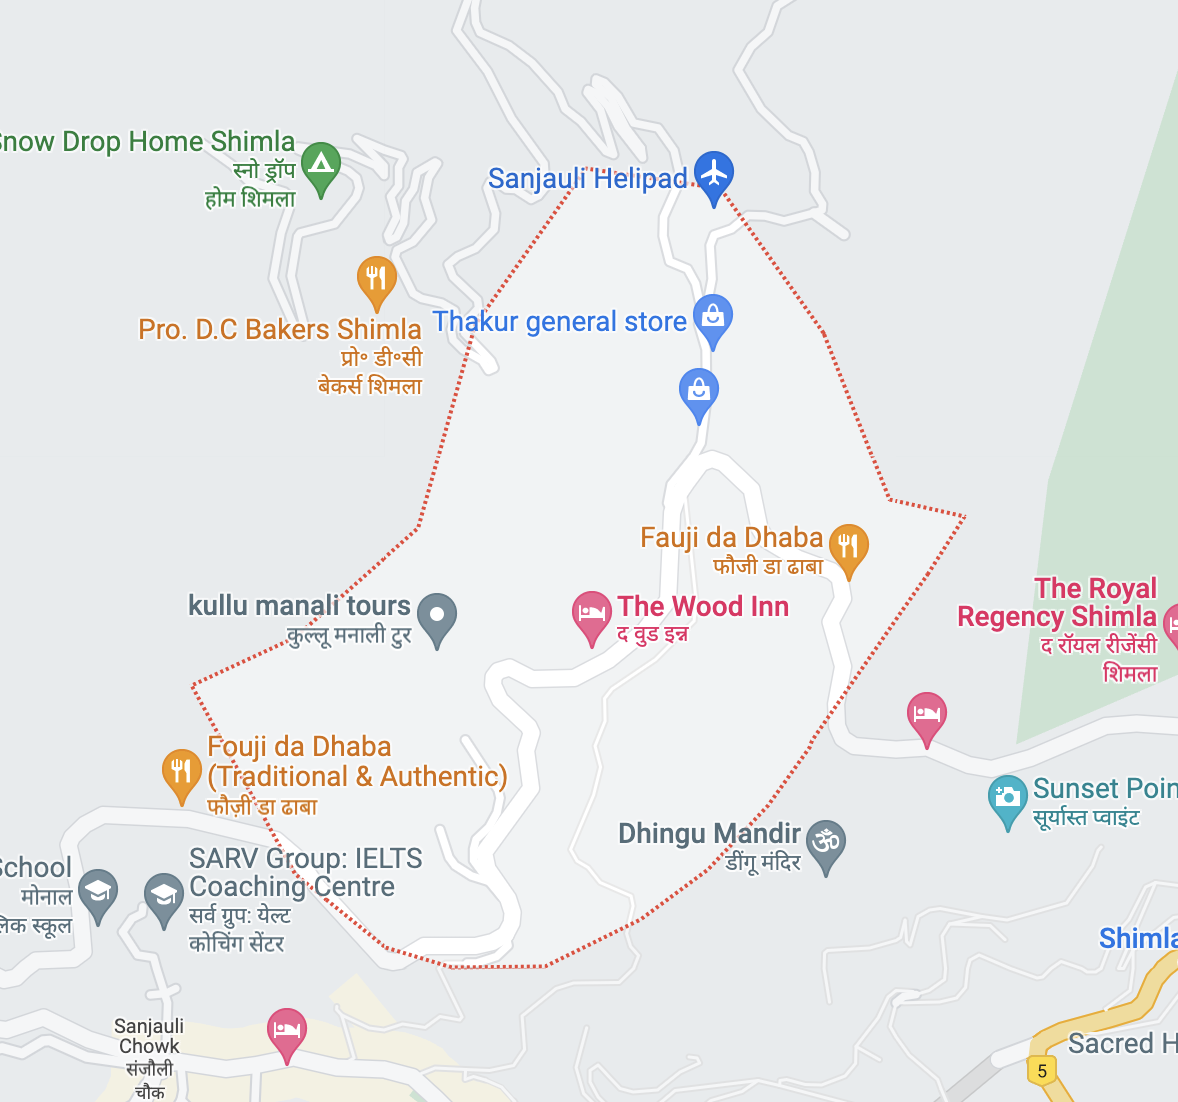 Snow Drop Home Shimla
स्नो ड्रॉप
होम शिमला
Sanjauli Helipad
Pro. D.C Bakers Shimla
प्रो॰ डी॰सी
बेकर्स शिमला
Thakur general store
Fauji da Dhaba
फौजी डा ढाबा
kullu manali tours
कुल्लू मनाली टुर
The Wood Inn
द वुड इन्न
The Royal
Regency Shimla
द रॉयल रीजेंसी
शिमला
Fouji da Dhaba
(Traditional & Authentic)
फौज़ी डा ढाबा
Sunset Poin
सूर्यास्त प्वाइंट
Dhingu Mandir
डींगू मंदिर
School
मोनाल
लिक स्कूल
SARV Group: IELTS
Coaching Centre
सर्व ग्रुप: येल्ट
कोचिंग सेंटर
Shimla
Sanjauli
Chowk
संजौली
चौक
Sacred H
5